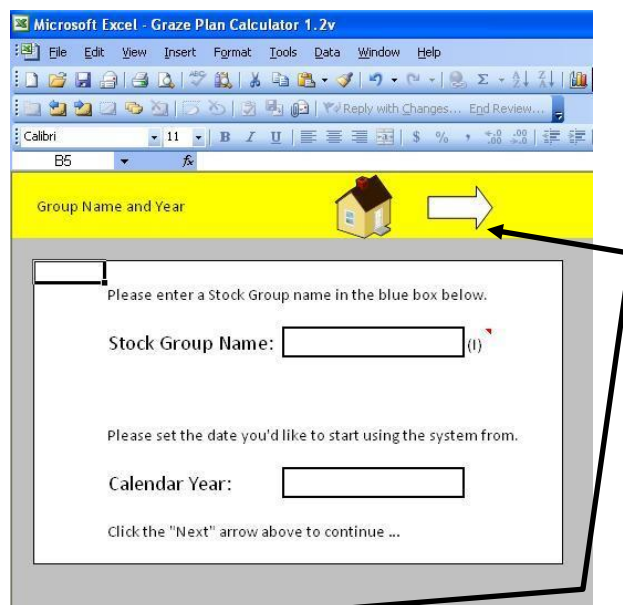 Microsoft Excel - Graze Plan Calculator 1.2v
File Edit View Insert Format Tools Data Window Help
Reply with Changes... End Review...
Calibri 11 B I U $ % , .00 .00
B5 fx
Group Name and Year
Please enter a Stock Group name in the blue box below.
Stock Group Name: (I)
Please set the date you'd like to start using the system from.
Calendar Year:
Click the "Next" arrow above to continue ...